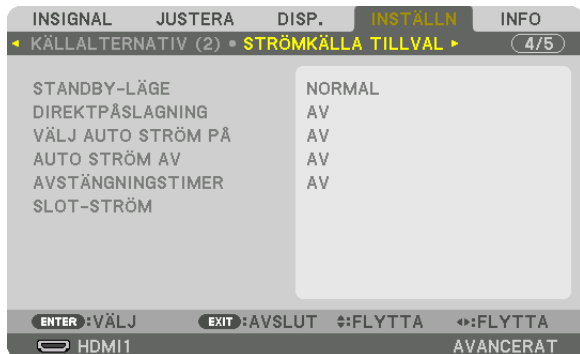 INSIGNAL JUSTERA DISP. INSTÄLLN INFO
◂ KÄLLALTERNATIV (2) • STRÖMKÄLLA TILLVAL ▸ 4/5
STANDBY-LÄGE NORMAL
DIREKTPÅSLAGNING AV
VÄLJ AUTO STRÖM PÅ AV
AUTO STRÖM AV AV
AVSTÄNGNINGSTIMER AV
SLOT-STRÖM
ENTER :VÄLJ EXIT :AVSLUT ♦:FLYTTA ◂▸:FLYTTA
HDMI1 AVANCERAT